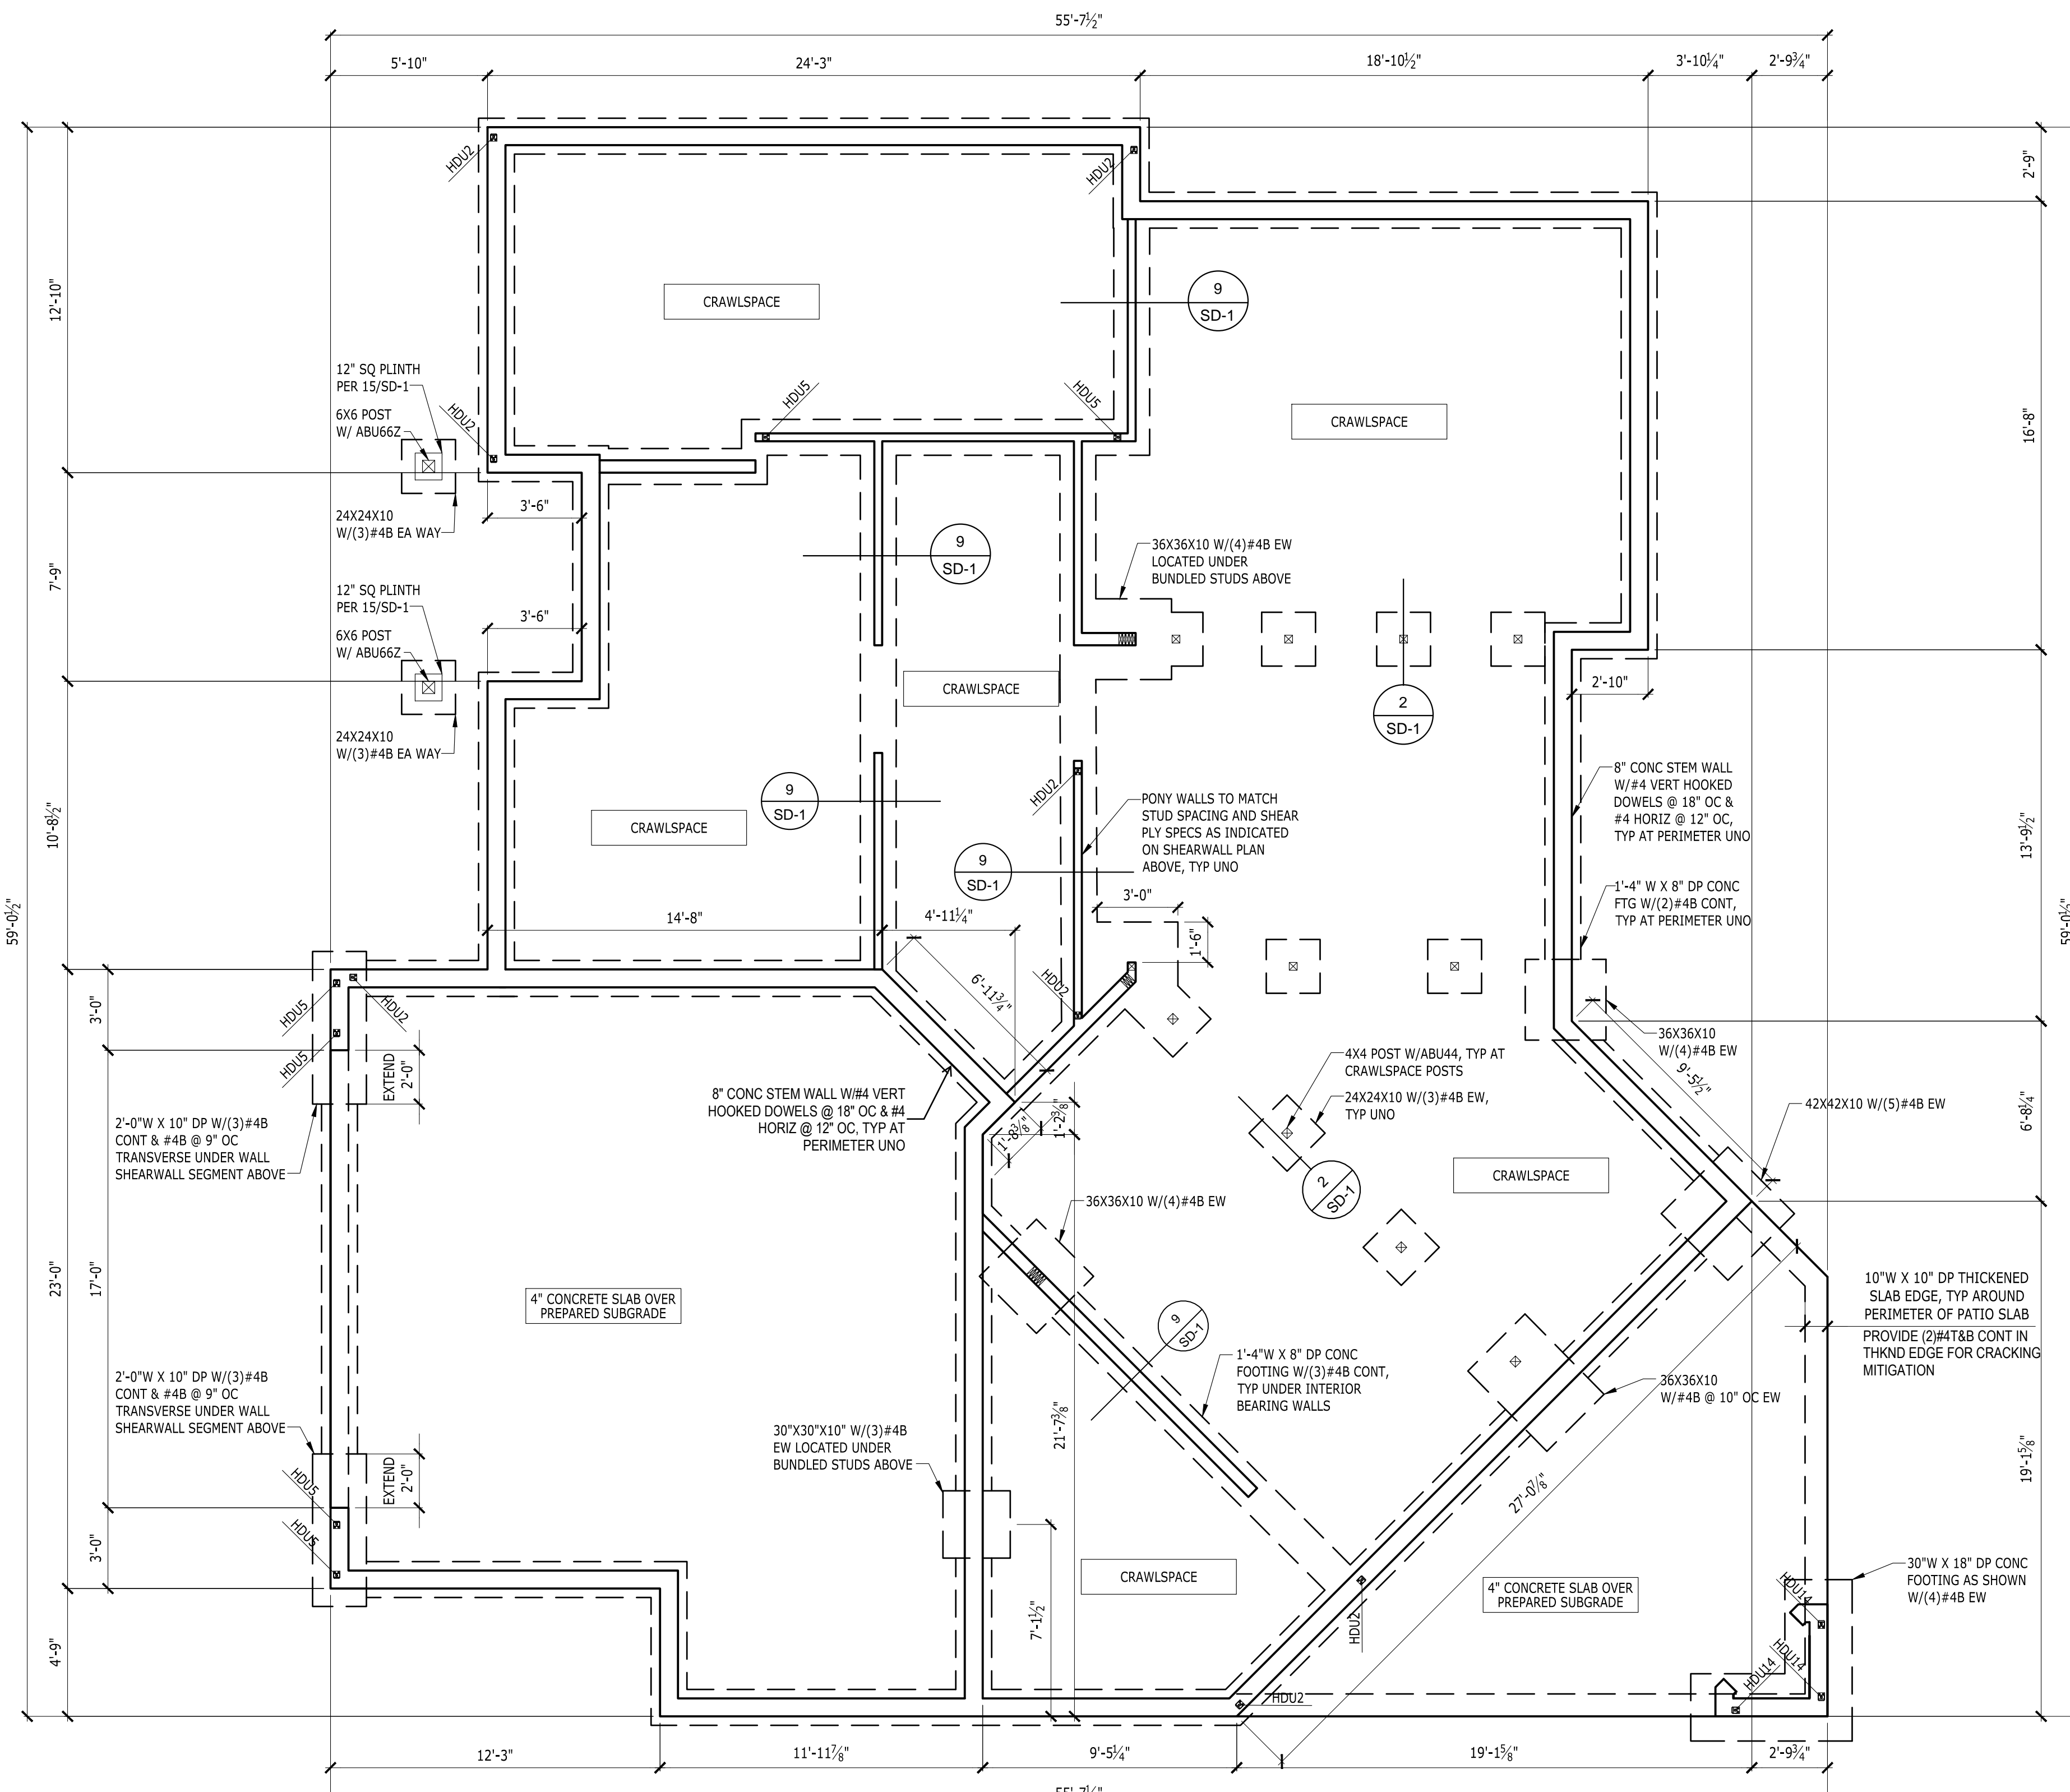 55'-7½"
5'-10"
24'-3"
18'-10½"
3'-10¼"
2'-9¾"
HDU2
HDU2
2'-9"
12'-10"
CRAWLSPACE
9
SD-1
12" SQ PLINTH
PER 15/SD-1
6X6 POST
W/ ABU66Z
HDU2
HDU5
HDU5
CRAWLSPACE
16'-8"
24X24X10
W/(3)#4B EA WAY
3'-6"
9
SD-1
36X36X10 W/(4)#4B EW
LOCATED UNDER
BUNDLED STUDS ABOVE
7'-9"
12" SQ PLINTH
PER 15/SD-1
6X6 POST
W/ ABU66Z
3'-6"
CRAWLSPACE
2
SD-1
2'-10"
24X24X10
W/(3)#4B EA WAY
8" CONC STEM WALL
W/#4 VERT HOOKED
DOWELS @ 18" OC &
#4 HORIZ @ 12" OC,
TYP AT PERIMETER UNO
10'-8½"
CRAWLSPACE
9
SD-1
HDU2
PONY WALLS TO MATCH
STUD SPACING AND SHEAR
PLY SPECS AS INDICATED
ON SHEARWALL PLAN
ABOVE, TYP UNO
9
SD-1
13'-9½"
59'-0½"
59'-0½"
1'-4" W X 8" DP CONC
FTG W/(2)#4B CONT,
TYP AT PERIMETER UNO
14'-8"
4'-11¼"
3'-0"
1'-6"
6'-11¾"
HDU2
3'-0"
HDU5
HDU2
HDU5
EXTEND
2'-0"
36X36X10
W/(4)#4B EW
9'-5½"
4X4 POST W/ABU44, TYP AT
CRAWLSPACE POSTS
24X24X10 W/(3)#4B EW,
TYP UNO
42X42X10 W/(5)#4B EW
6'-8¼"
8" CONC STEM WALL W/#4 VERT
HOOKED DOWELS @ 18" OC & #4
HORIZ @ 12" OC, TYP AT
PERIMETER UNO
1'-8⅜"
1'-2⅜"
2'-0"W X 10" DP W/(3)#4B
CONT & #4B @ 9" OC
TRANSVERSE UNDER WALL
SHEARWALL SEGMENT ABOVE
CRAWLSPACE
2
SD-1
36X36X10 W/(4)#4B EW
23'-0"
17'-0"
4" CONCRETE SLAB OVER
PREPARED SUBGRADE
9
SD-1
10"W X 10" DP THICKENED
SLAB EDGE, TYP AROUND
PERIMETER OF PATIO SLAB
PROVIDE (2)#4T&B CONT IN
THKND EDGE FOR CRACKING
MITIGATION
1'-4"W X 8" DP CONC
FOOTING W/(3)#4B CONT,
TYP UNDER INTERIOR
BEARING WALLS
36X36X10
W/#4B @ 10" OC EW
2'-0"W X 10" DP W/(3)#4B
CONT & #4B @ 9" OC
TRANSVERSE UNDER WALL
SHEARWALL SEGMENT ABOVE
30"X30"X10" W/(3)#4B
EW LOCATED UNDER
BUNDLED STUDS ABOVE
21'-7⅜"
19'-1⅝"
HDU5
EXTEND
2'-0"
27'-0⅞"
3'-0"
HDU5
CRAWLSPACE
4" CONCRETE SLAB OVER
PREPARED SUBGRADE
30"W X 18" DP CONC
FOOTING AS SHOWN
W/(4)#4B EW
HDU14
4'-9"
7'-1½"
HDU2
HDU14
HDU14
HDU2
12'-3"
11'-11⅞"
9'-5¼"
19'-1⅝"
2'-9¾"
55'-7½"